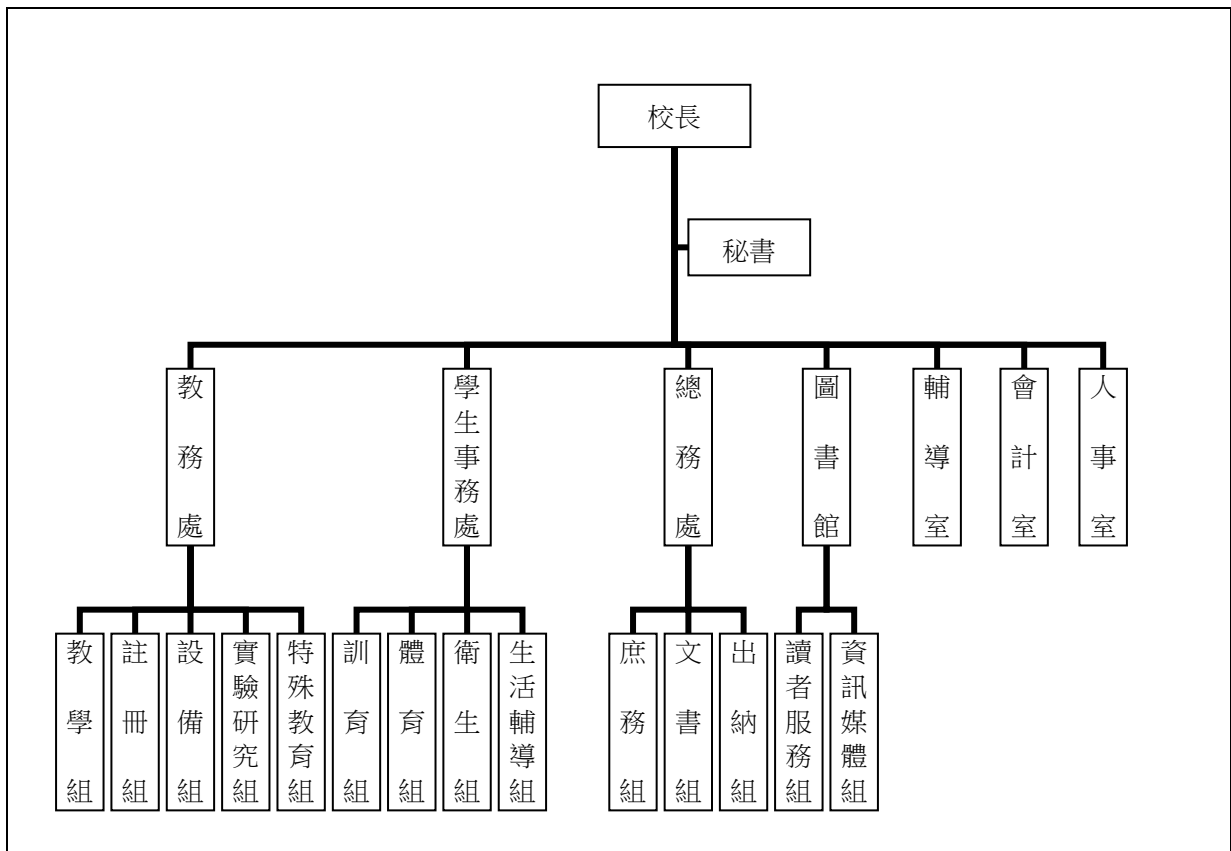 校長
秘書
教務處
學生事務處
總務處
圖書館
輔導室
會計室
人事室
教學組
註冊組
設備組
實驗研究組
特殊教育組
訓育組
體育組
衛生組
生活輔導組
庶務組
文書組
出納組
讀者服務組
資訊媒體組